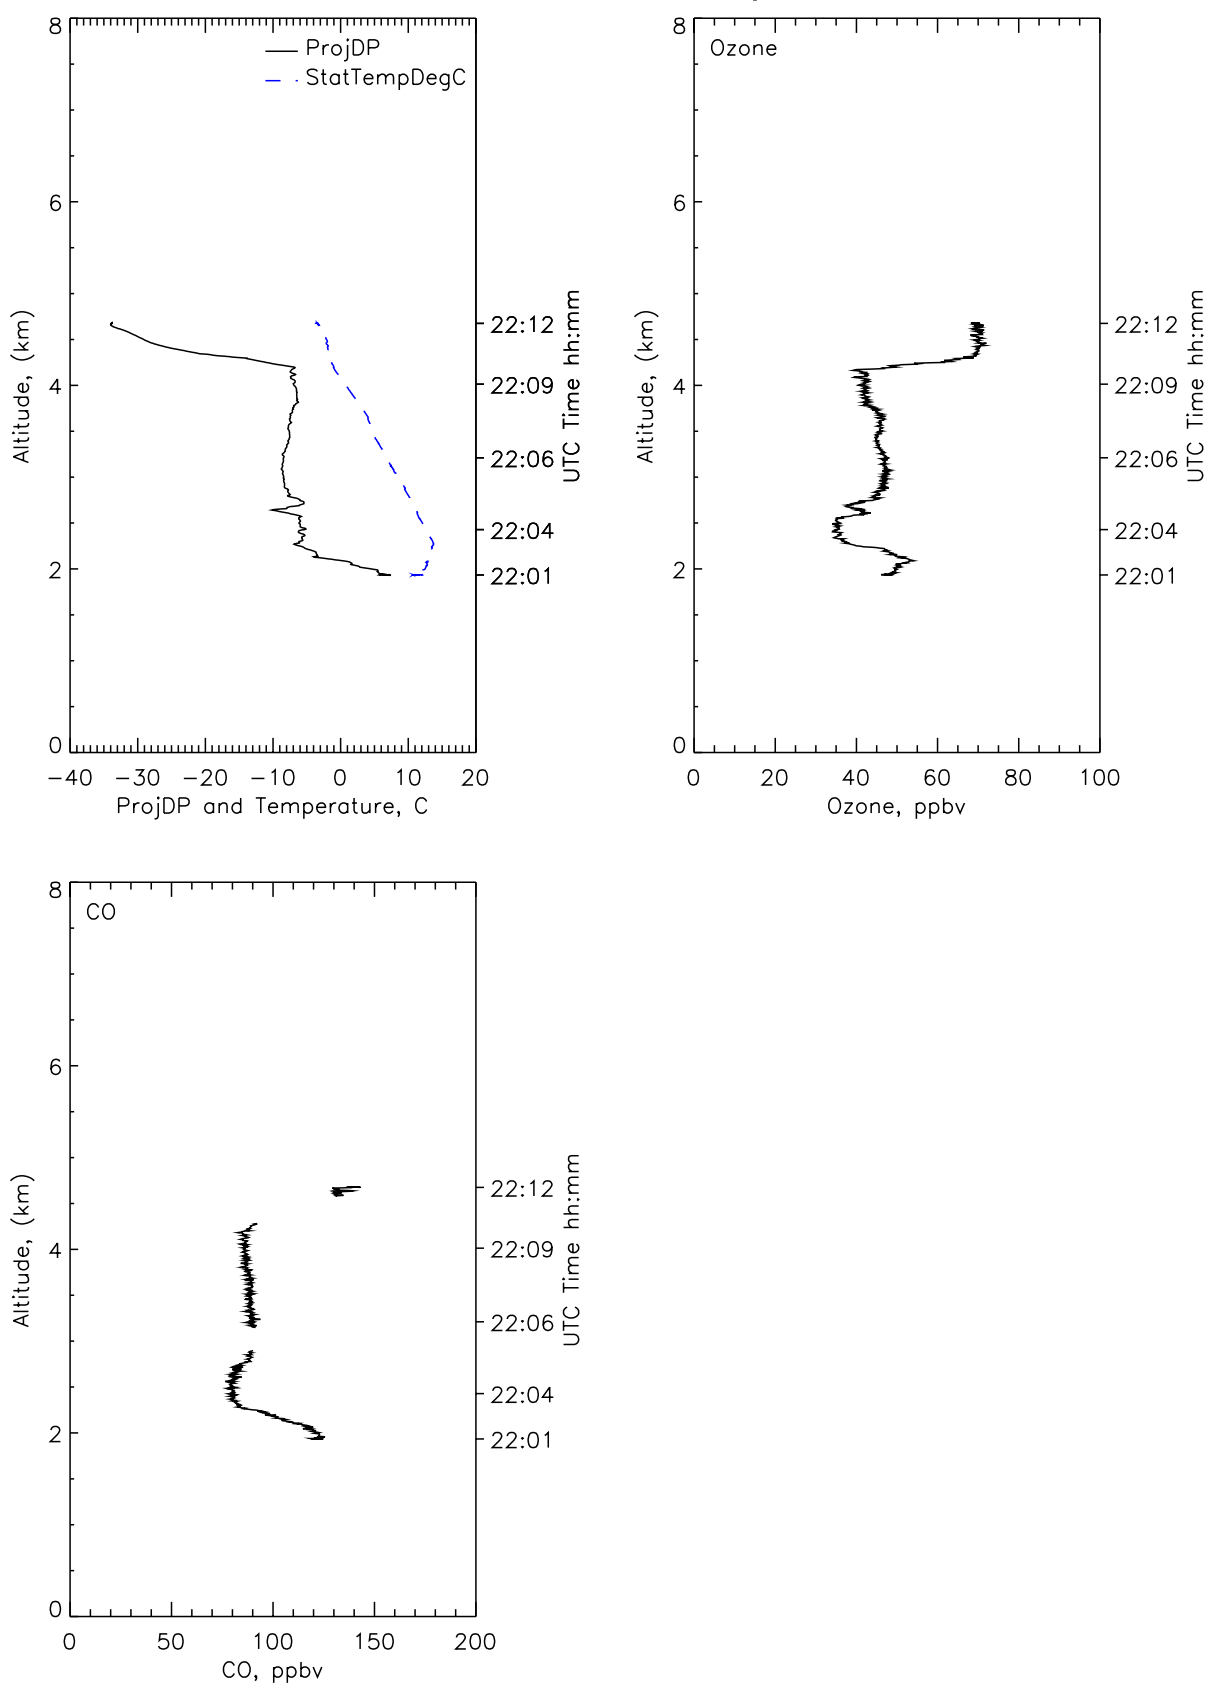 8
6
4
2
0
Altitude, (km)
ProjDP
StatTempDegC
22:12
22:09
22:06
22:04
22:01
UTC Time hh:mm
−40 −30 −20 −10 0 10 20
ProjDP and Temperature, C
8
6
4
2
0
Altitude, (km)
Ozone
22:12
22:09
22:06
22:04
22:01
UTC Time hh:mm
0 20 40 60 80 100
Ozone, ppbv
8
6
4
2
0
Altitude, (km)
CO
22:12
22:09
22:06
22:04
22:01
UTC Time hh:mm
0 50 100 150 200
CO, ppbv